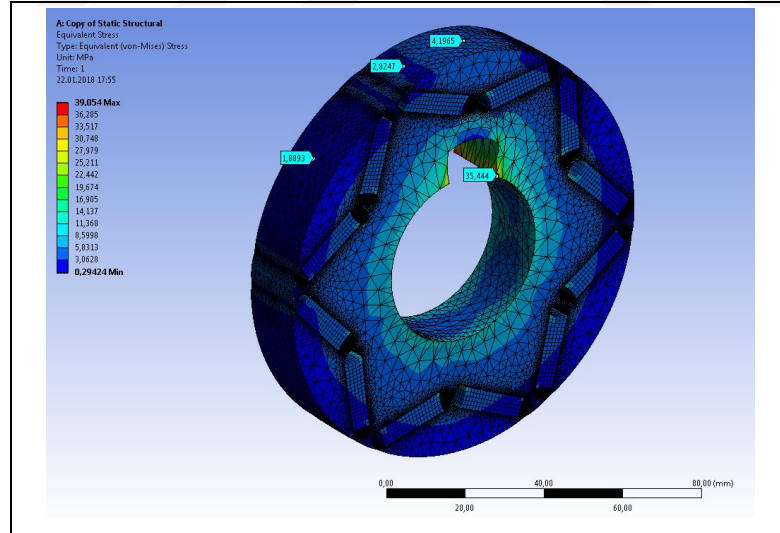 A: Copy of Static Structural
Equivalent Stress
Type: Equivalent (von-Mises) Stress
Unit: MPa
Time: 1
22.01.2018 17:55
39,054 Max
36,285
33,517
30,748
27,979
25,211
22,442
19,674
16,905
14,137
11,368
8,5998
5,8313
3,0628
0,29424 Min
4,1965
2,8247
1,8893
35,444
0,00 40,00 80,00 (mm)
20,00 60,00